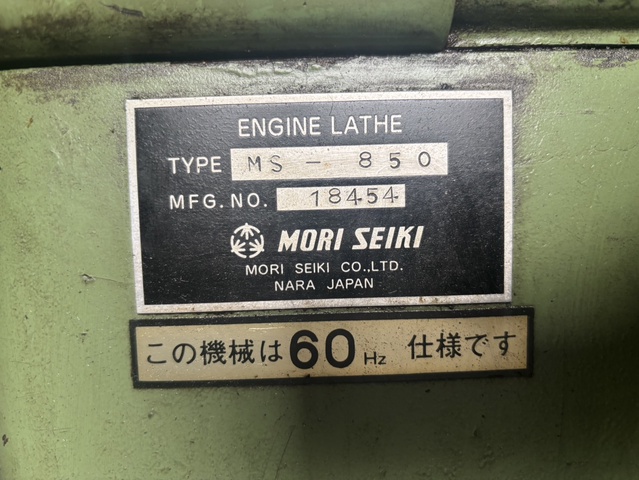 ENGINE LATHE
TYPE MS - 850
MFG. NO. 18454
MORI SEIKI
MORI SEIKI CO.,LTD.
NARA JAPAN
この機械は60Hz 仕様です